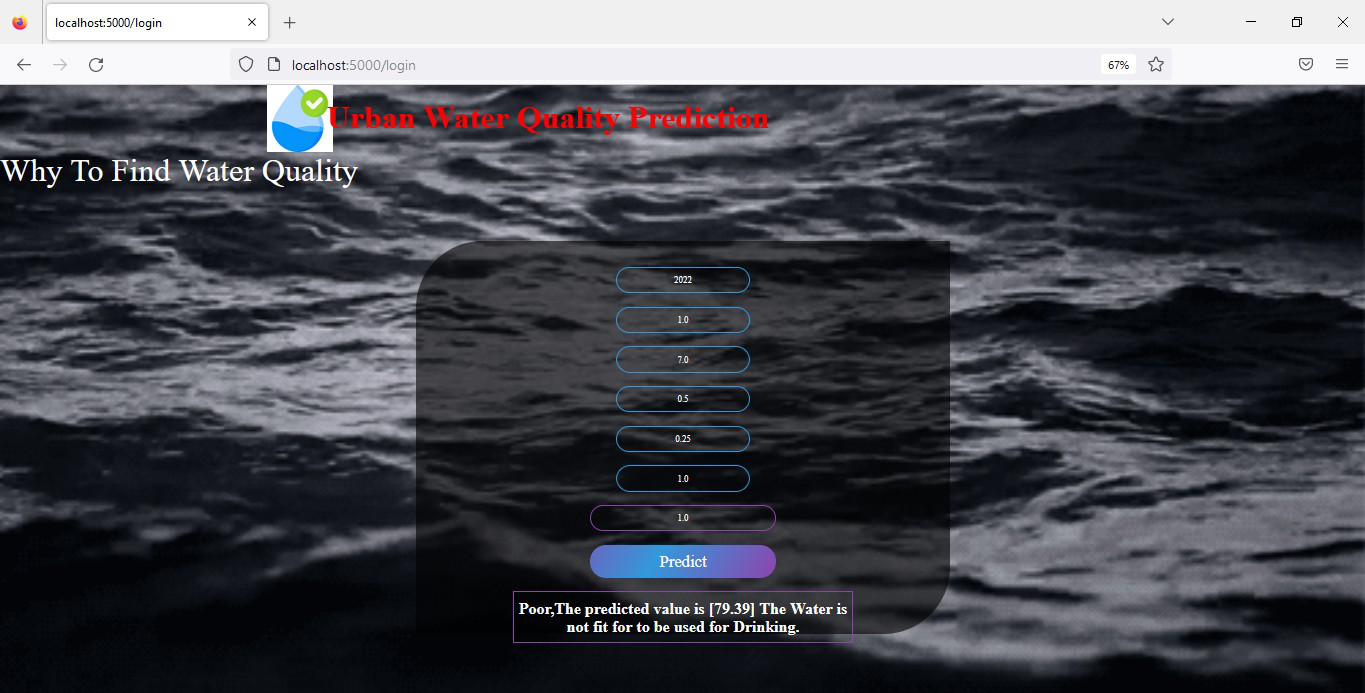 localhost:5000/login
localhost:5000/login
67%
Urban Water Quality Prediction
Why To Find Water Quality
2022
1.0
7.0
0.5
0.25
1.0
1.0
Predict
Poor,The predicted value is [79.39] The Water is
not fit for to be used for Drinking.